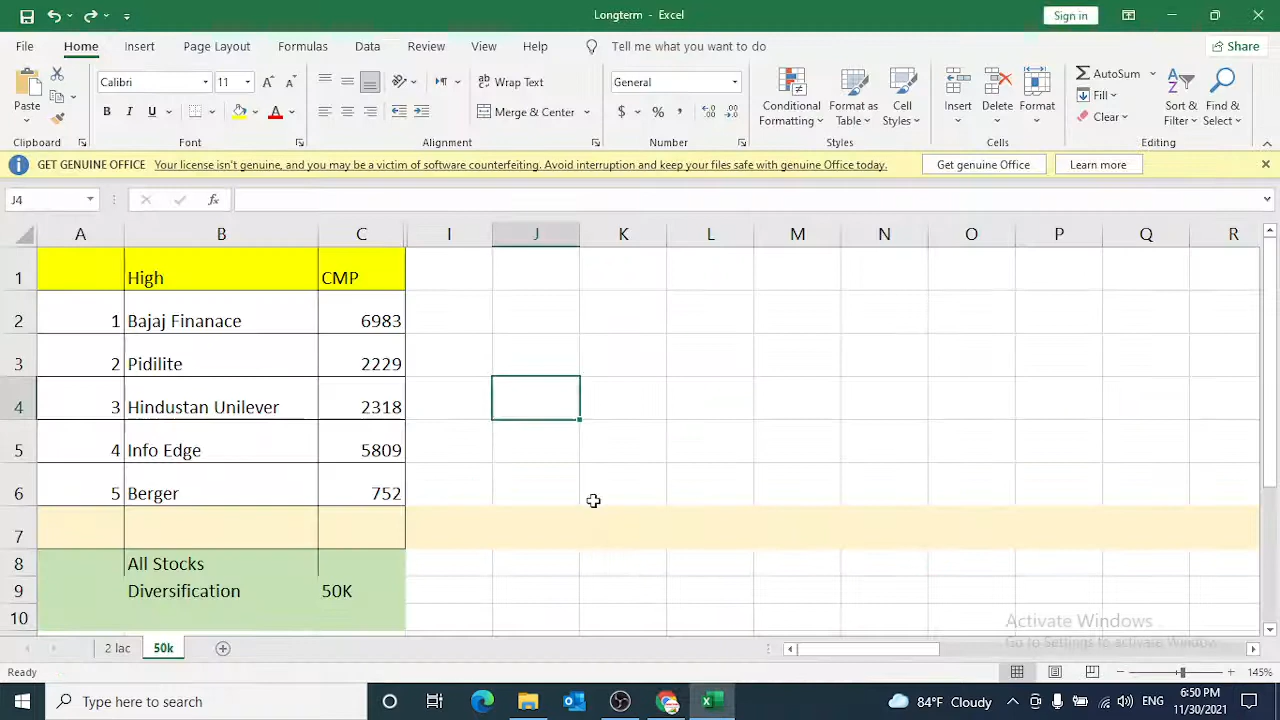 Longterm - Excel
Sign in
File Home Insert Page Layout Formulas Data Review View Help Tell me what you want to do Share
Paste Calibri 11 Wrap Text General Conditional Formatting Format as Table Cell Styles Insert Delete Format AutoSum Fill Clear Sort & Filter Find & Select
B I U A Merge & Center $ %
Clipboard Font Alignment Number Styles Cells Editing
GET GENUINE OFFICE Your license isn't genuine, and you may be a victim of software counterfeiting. Avoid interruption and keep your files safe with genuine Office today. Get genuine Office Learn more
J4 fx
A B C I J K L M N O P Q R
1 High CMP
2 1 Bajaj Finanace 6983
3 2 Pidilite 2229
4 3 Hindustan Unilever 2318
5 4 Info Edge 5809
6 5 Berger 752
7
8 All Stocks
9 Diversification 50K
10
Activate Windows
Go to Settings to activate Windows.
2 lac 50k
Ready 145%
Type here to search 84°F Cloudy ENG 6:50 PM
11/30/2021